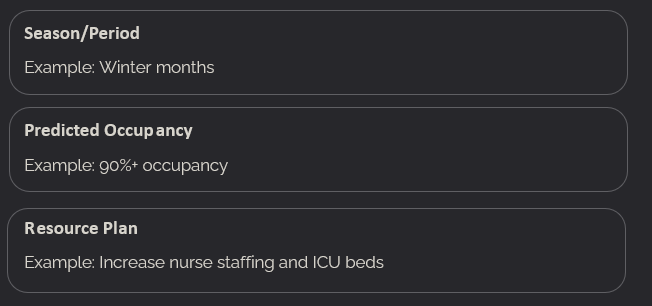 Season/Period
Example: Winter months
Predicted Occupancy
Example: 90%+ occupancy
Resource Plan
Example: Increase nurse staffing and ICU beds